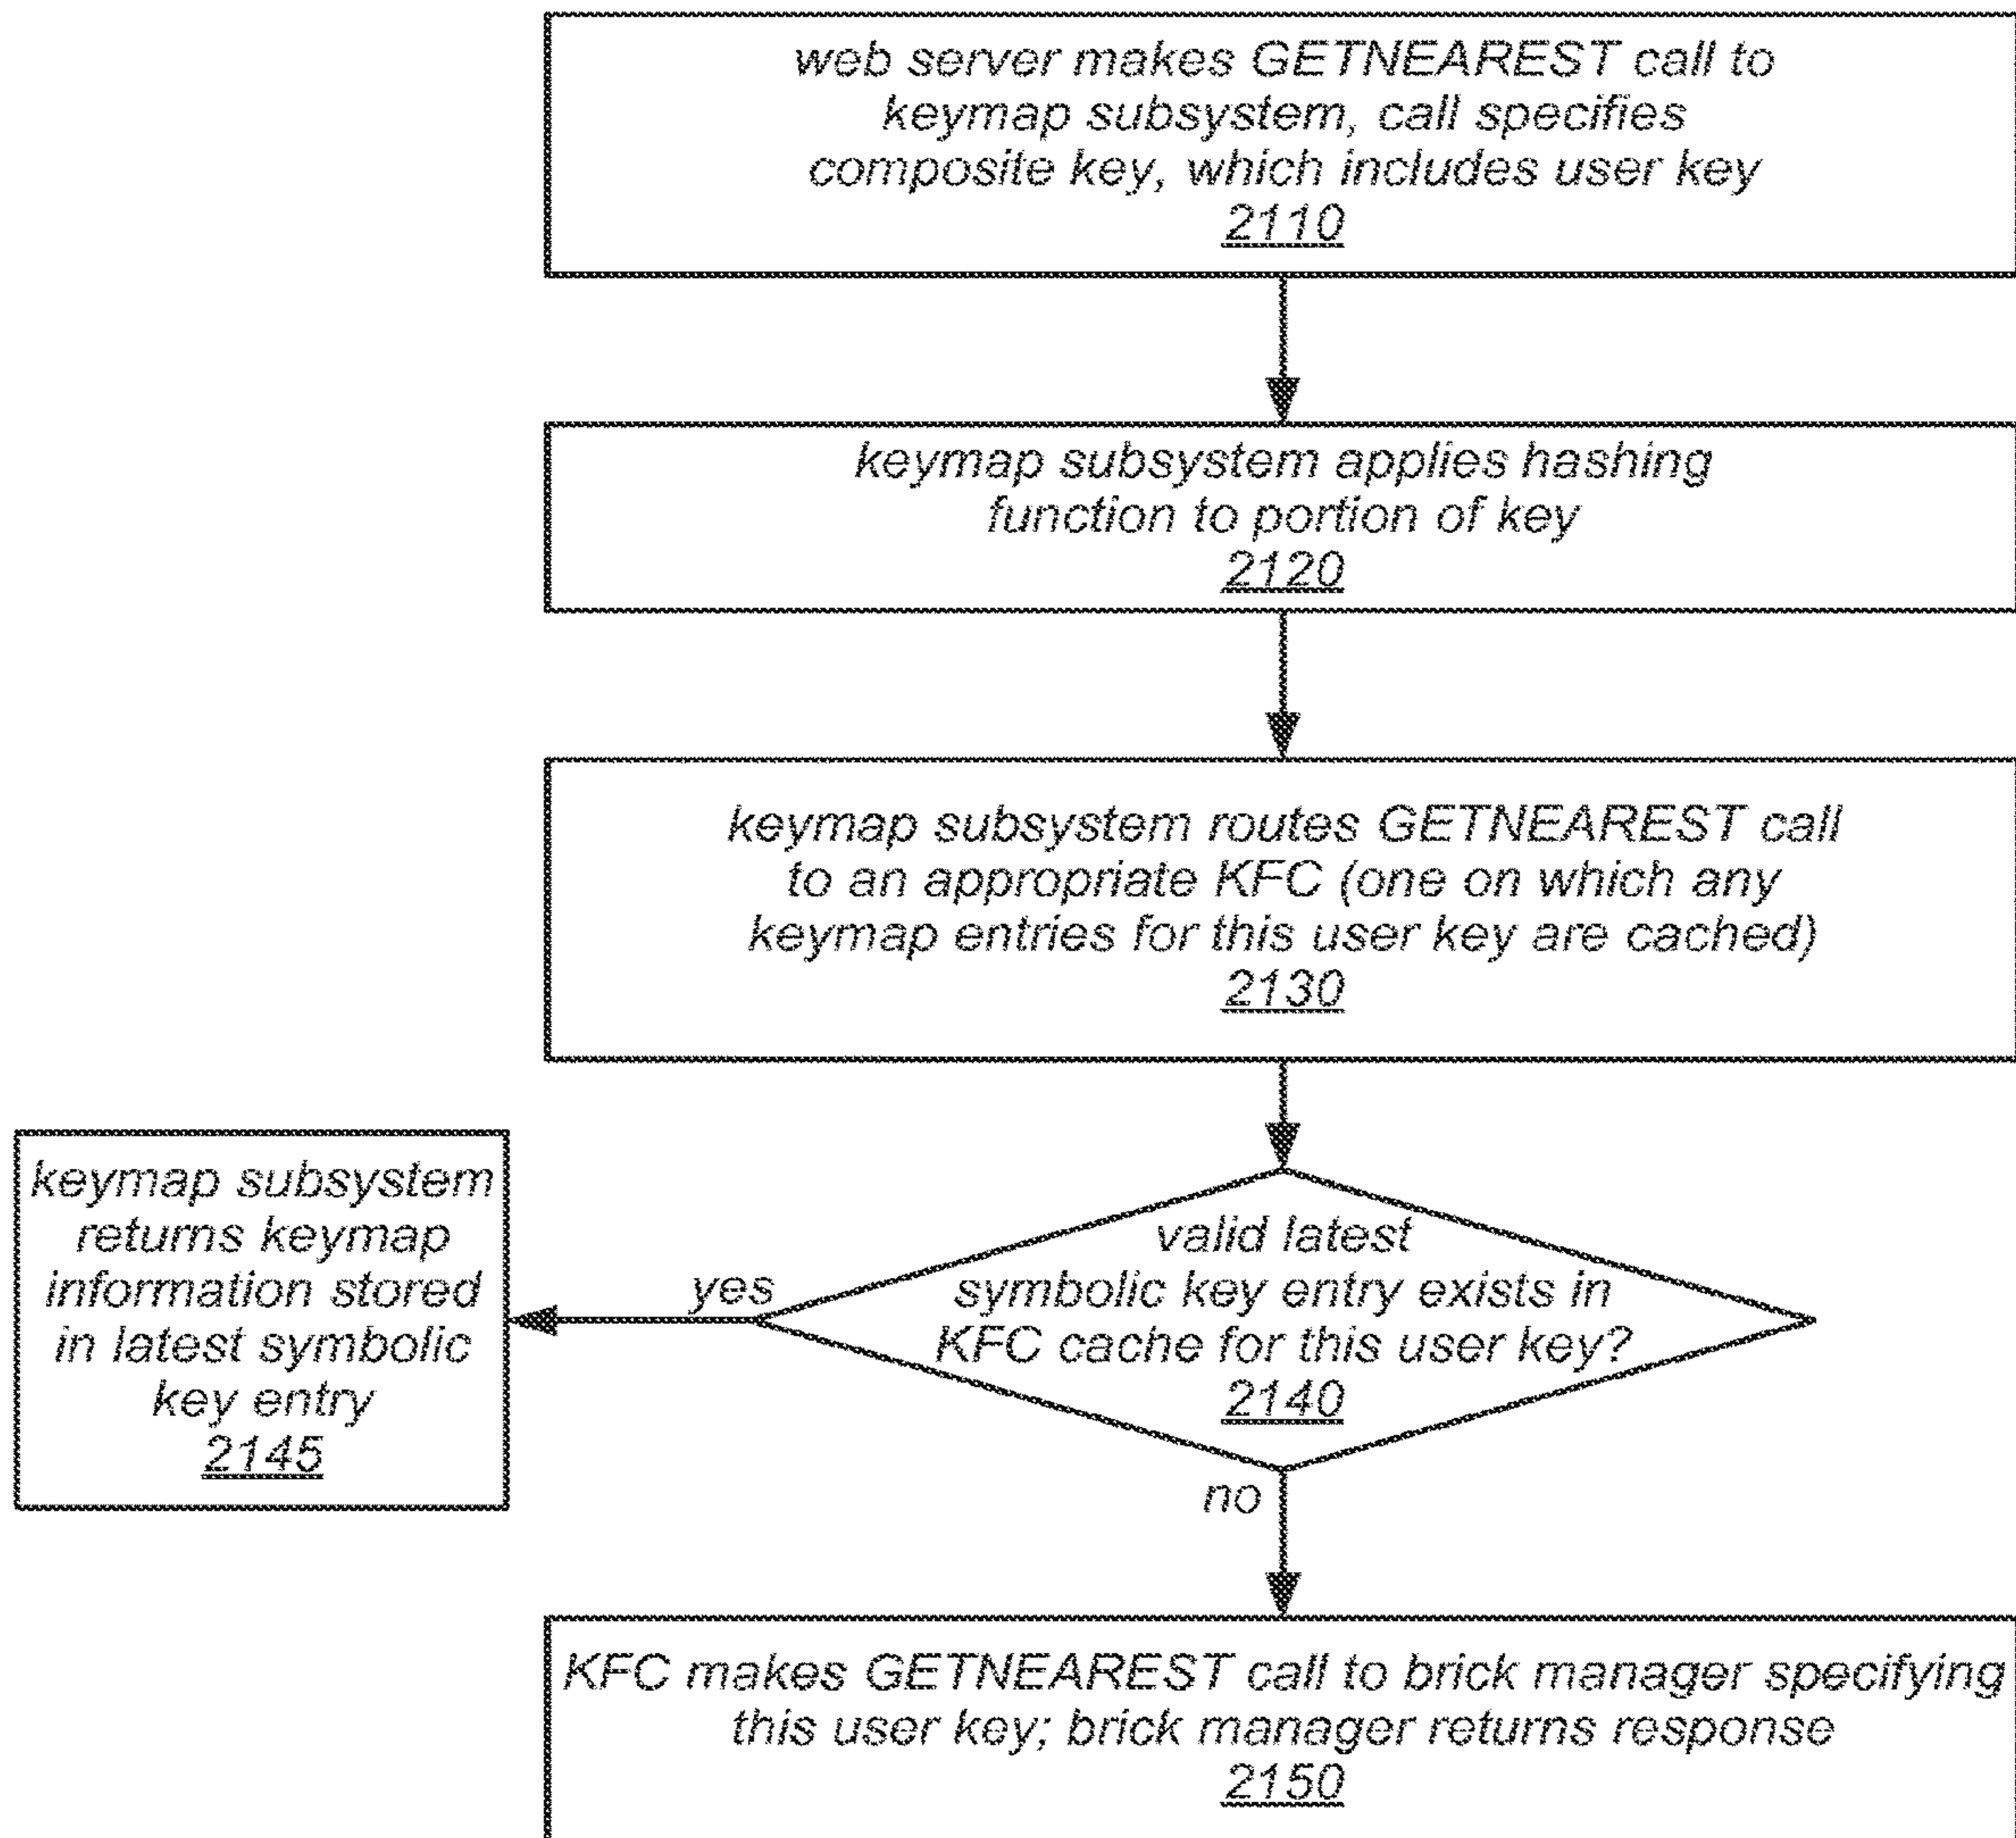 web server makes GETNEAREST call to
keymap subsystem, call specifies
composite key, which includes user key
2110
keymap subsystem applies hashing
function to portion of key
2120
keymap subsystem routes GETNEAREST call
to an appropriate KFC (one on which any
keymap entries for this user key are cached)
2130
valid latest
symbolic key entry exists in
KFC cache for this user key?
2140
yes
keymap subsystem
returns keymap
information stored
in latest symbolic
key entry
2145
no
KFC makes GETNEAREST call to brick manager specifying
this user key; brick manager returns response
2150